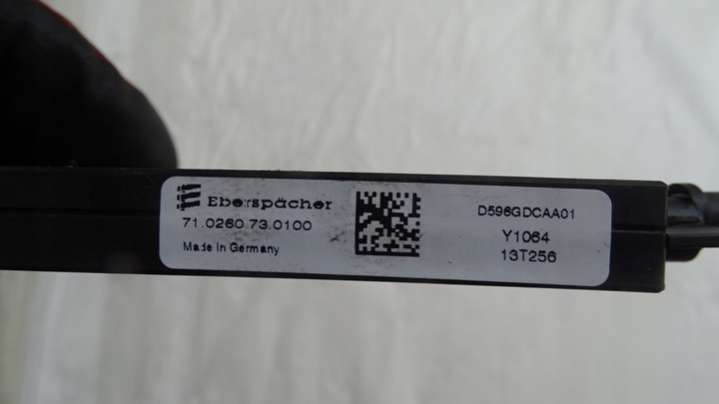 Eberspächer
71.0260.73.0100
Made in Germany
D596GDCAA01
Y1064
13T256